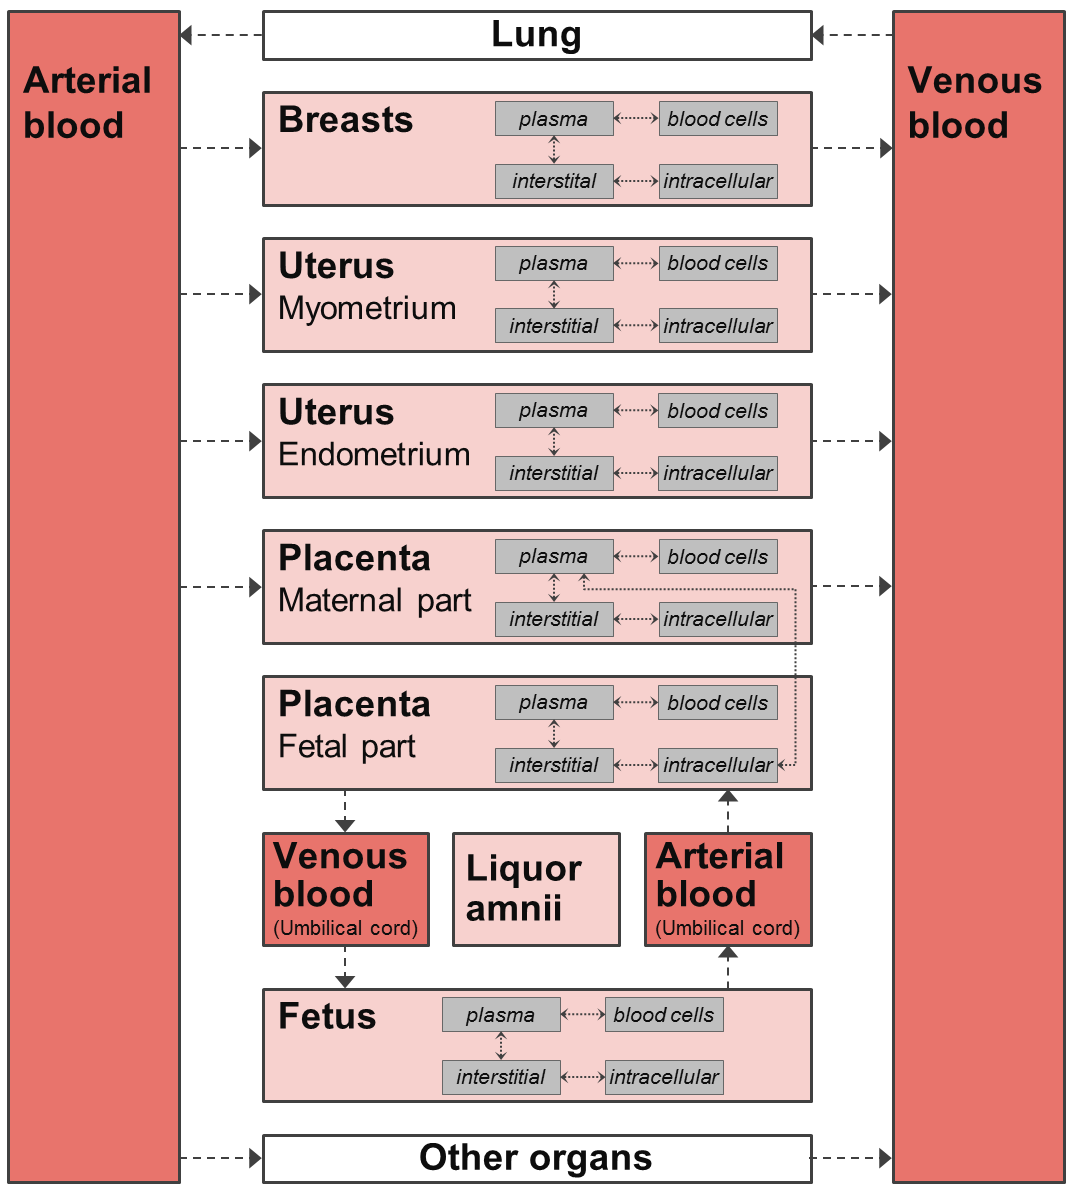 Lung
Arterial
blood
Venous
blood
Breasts
plasma
blood cells
interstital
intracellular
Uterus
Myometrium
plasma
blood cells
interstitial
intracellular
Uterus
Endometrium
plasma
blood cells
interstitial
intracellular
Placenta
Maternal part
plasma
blood cells
interstitial
intracellular
Placenta
Fetal part
plasma
blood cells
interstitial
intracellular
Venous
blood
(Umbilical cord)
Liquor
amnii
Arterial
blood
(Umbilical cord)
Fetus
plasma
blood cells
interstitial
intracellular
Other organs